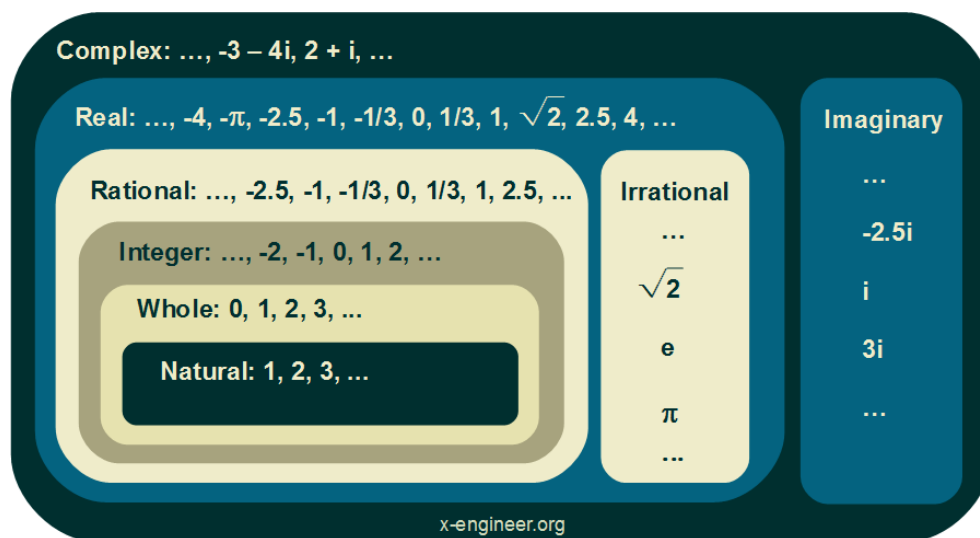 Complex: …, -3 – 4i, 2 + i, …
Real: …, -4, -π, -2.5, -1, -1/3, 0, 1/3, 1, √2, 2.5, 4, …
Rational: …, -2.5, -1, -1/3, 0, 1/3, 1, 2.5, ...
Integer: …, -2, -1, 0, 1, 2, …
Whole: 0, 1, 2, 3, ...
Natural: 1, 2, 3, …
Irrational
…
√2
e
π
...
Imaginary
…
-2.5i
i
3i
…
x-engineer.org